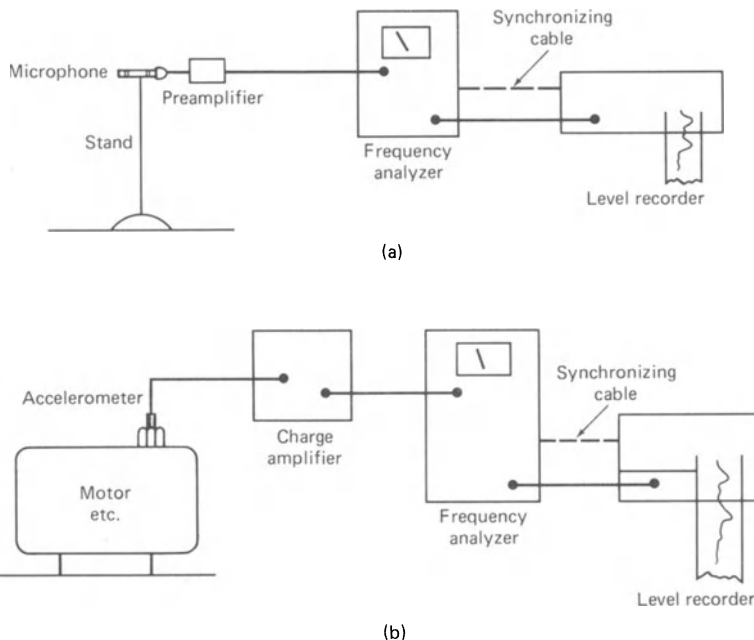 Synchronizing
cable
Microphone
Preamplifier
Stand
Frequency
analyzer
Level recorder
(a)
Synchronizing
cable
Accelerometer
Charge
amplifier
Motor
etc.
Frequency
analyzer
Level recorder
(b)